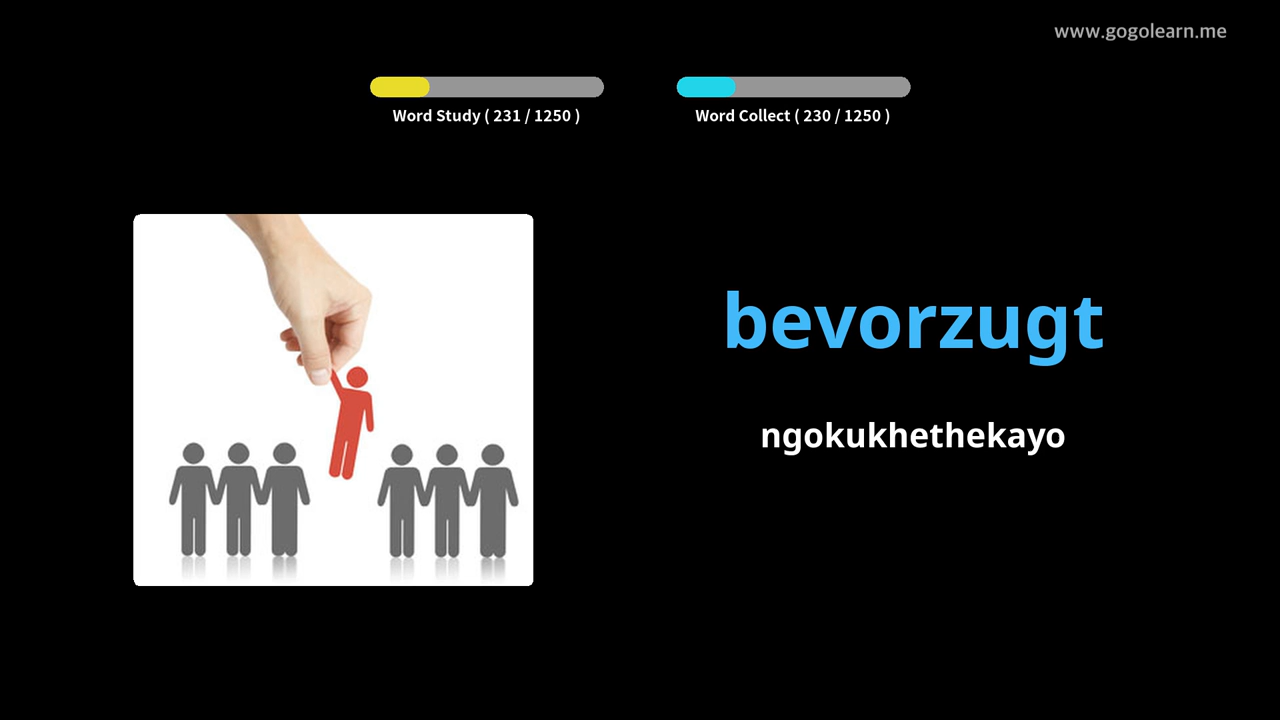 www.gogolearn.me
Word Study ( 231 / 1250 )
Word Collect ( 230 / 1250 )
bevorzugt
ngokukhethekayo